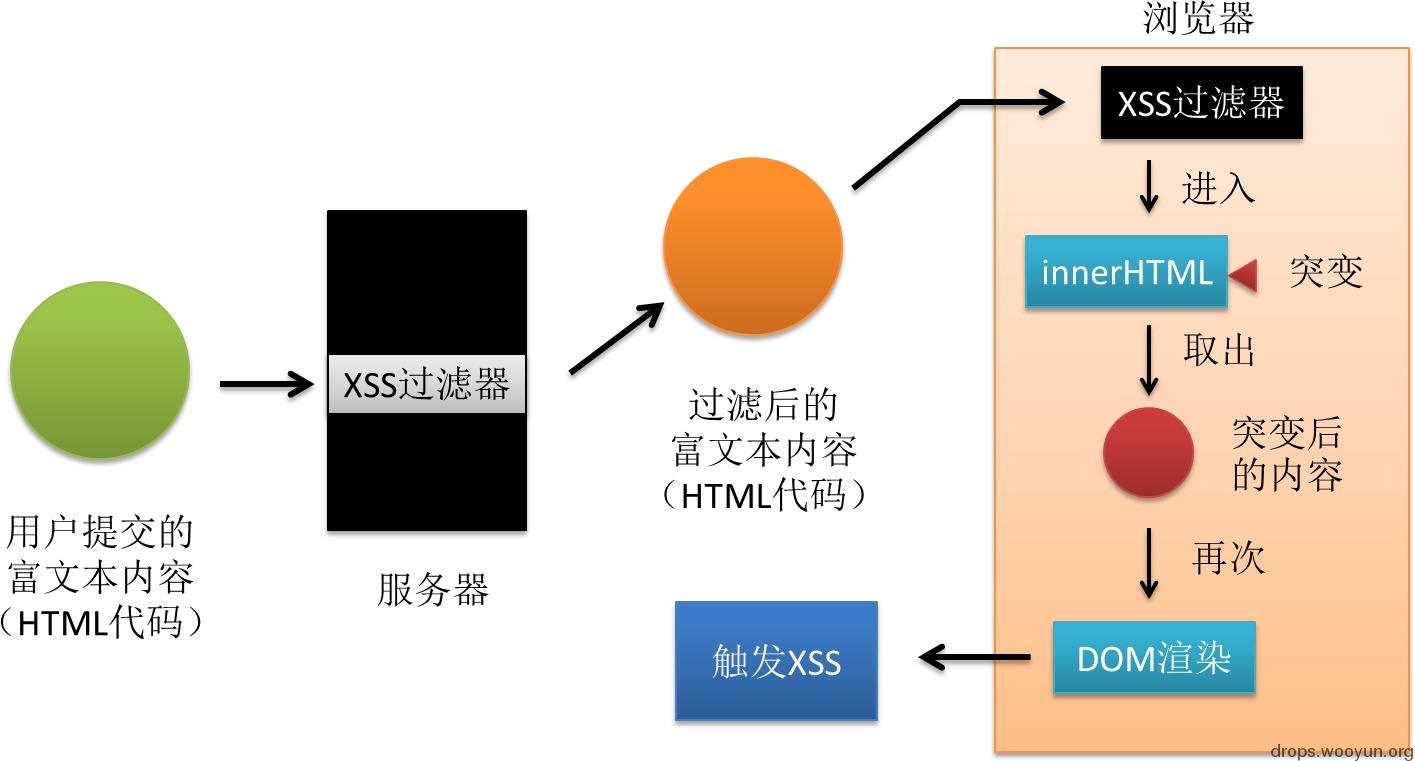 用户提交的
富文本内容
（HTML代码）
XSS过滤器
服务器
过滤后的
富文本内容
（HTML代码）
浏览器
XSS过滤器
进入
innerHTML
突变
取出
突变后
的内容
再次
DOM渲染
触发XSS
drops.wooyun.org